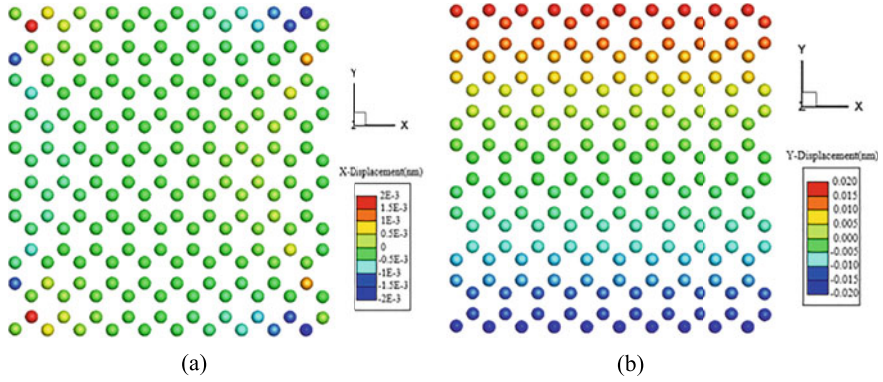 Y
Z
X
X-Displacement(nm)
2E-3
1.5E-3
1E-3
0.5E-3
0
-0.5E-3
-1E-3
-1.5E-3
-2E-3
(a)
Y
Z
X
Y-Displacement(nm)
0.020
0.015
0.010
0.005
0.000
-0.005
-0.010
-0.015
-0.020
(b)